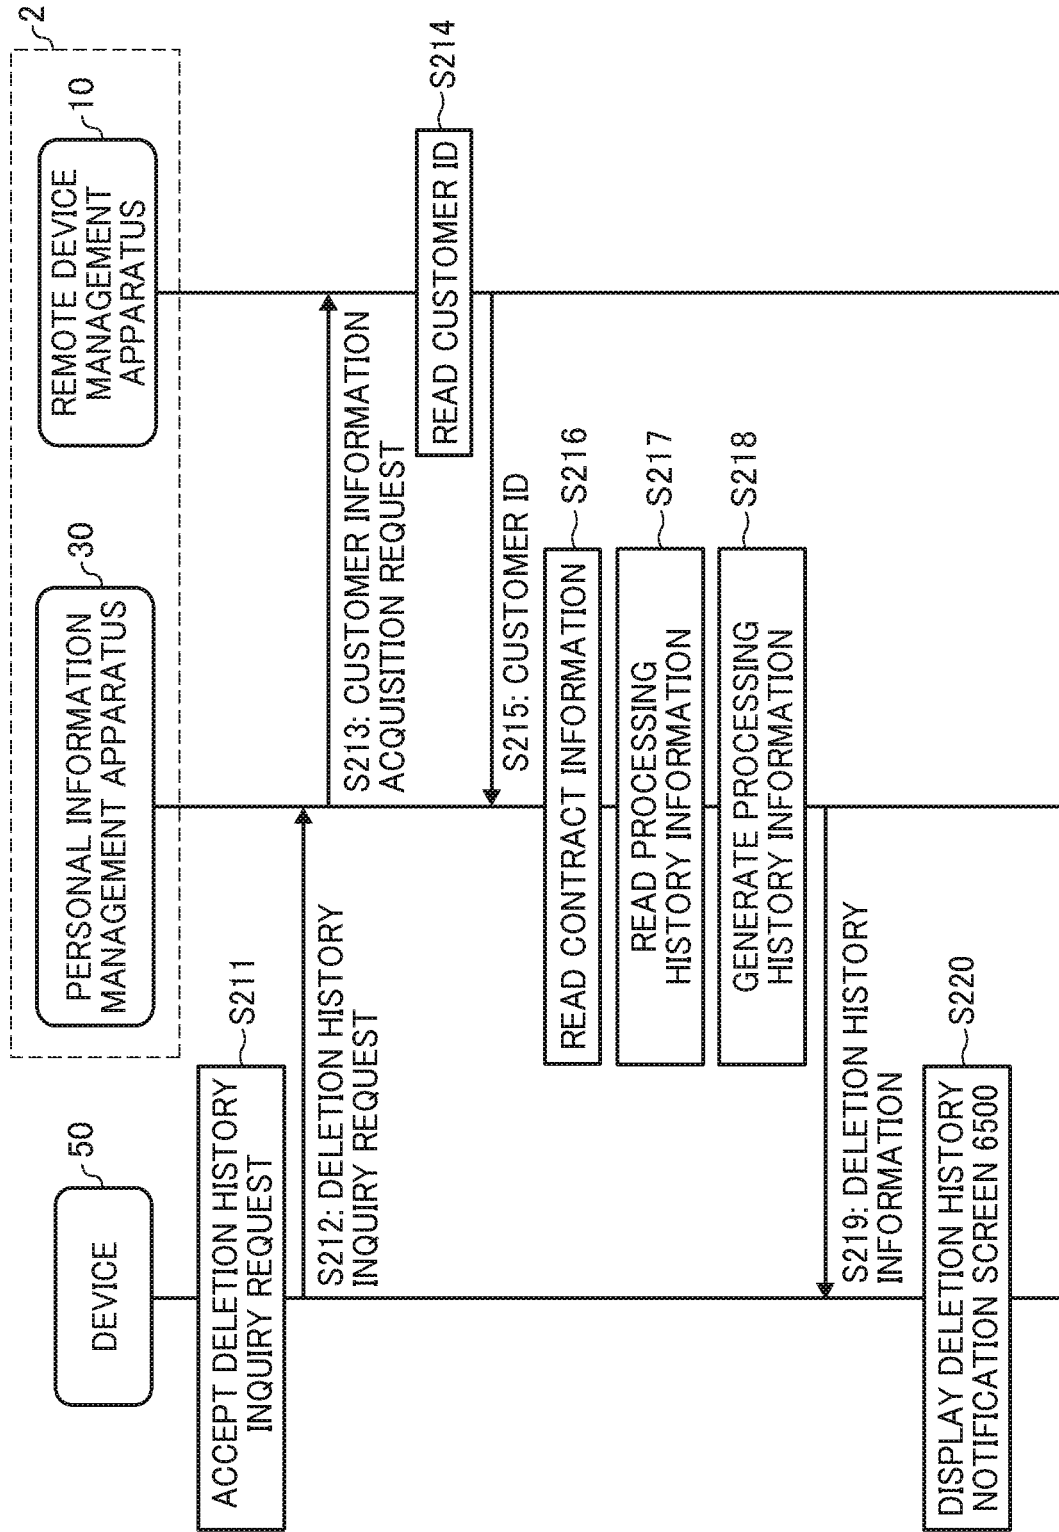 2
DEVICE
50
PERSONAL INFORMATION
MANAGEMENT APPARATUS
30
REMOTE DEVICE
MANAGEMENT
APPARATUS
10
ACCEPT DELETION HISTORY
INQUIRY REQUEST
S211
S212: DELETION HISTORY
INQUIRY REQUEST
S213: CUSTOMER INFORMATION
ACQUISITION REQUEST
READ CUSTOMER ID
S214
S215: CUSTOMER ID
READ CONTRACT INFORMATION
S216
READ PROCESSING
HISTORY INFORMATION
S217
GENERATE PROCESSING
HISTORY INFORMATION
S218
S219: DELETION HISTORY
INFORMATION
DISPLAY DELETION HISTORY
NOTIFICATION SCREEN 6500
S220